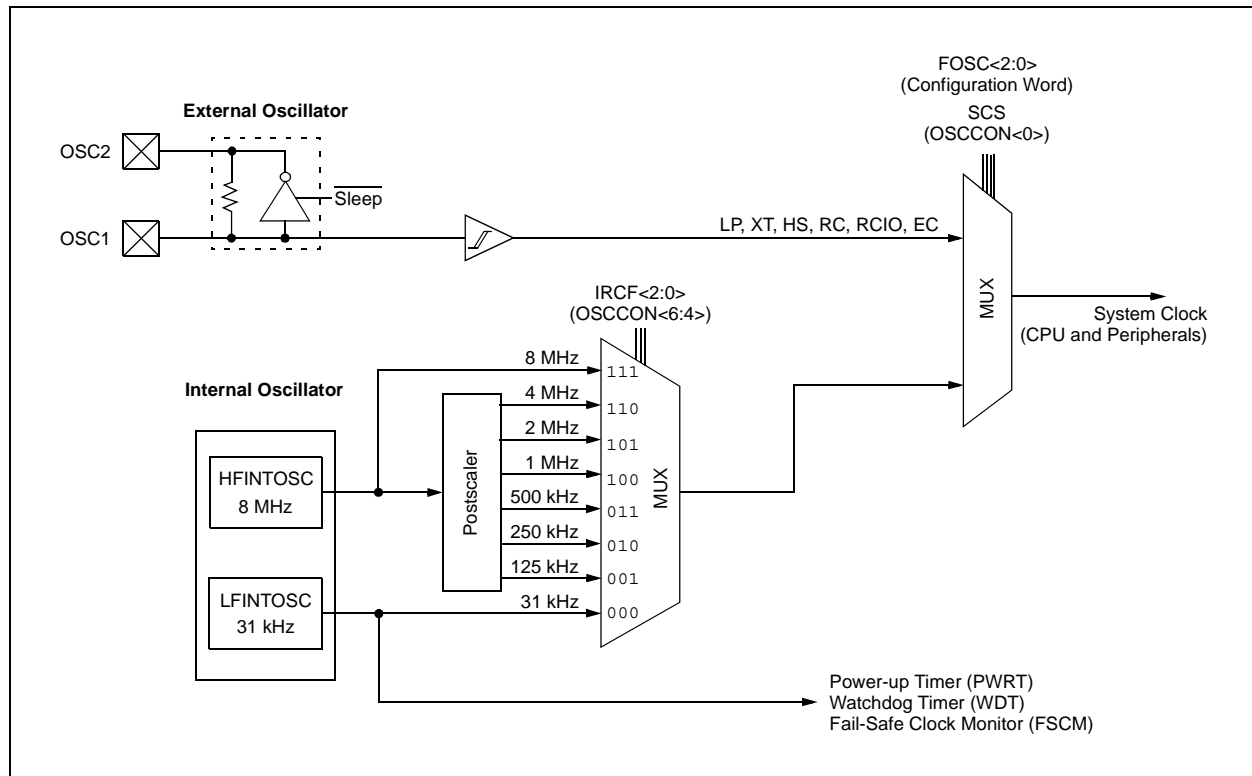 FOSC<2:0>
(Configuration Word)
SCS
(OSCCON<0>)
External Oscillator
OSC2
Sleep
OSC1
LP, XT, HS, RC, RCIO, EC
IRCF<2:0>
(OSCCON<6:4>)
MUX
System Clock
(CPU and Peripherals)
Internal Oscillator
HFINTOSC
8 MHz
LFINTOSC
31 kHz
Postscaler
8 MHz
4 MHz
2 MHz
1 MHz
500 kHz
250 kHz
125 kHz
31 kHz
111
110
101
100
011
010
001
000
MUX
Power-up Timer (PWRT)
Watchdog Timer (WDT)
Fail-Safe Clock Monitor (FSCM)